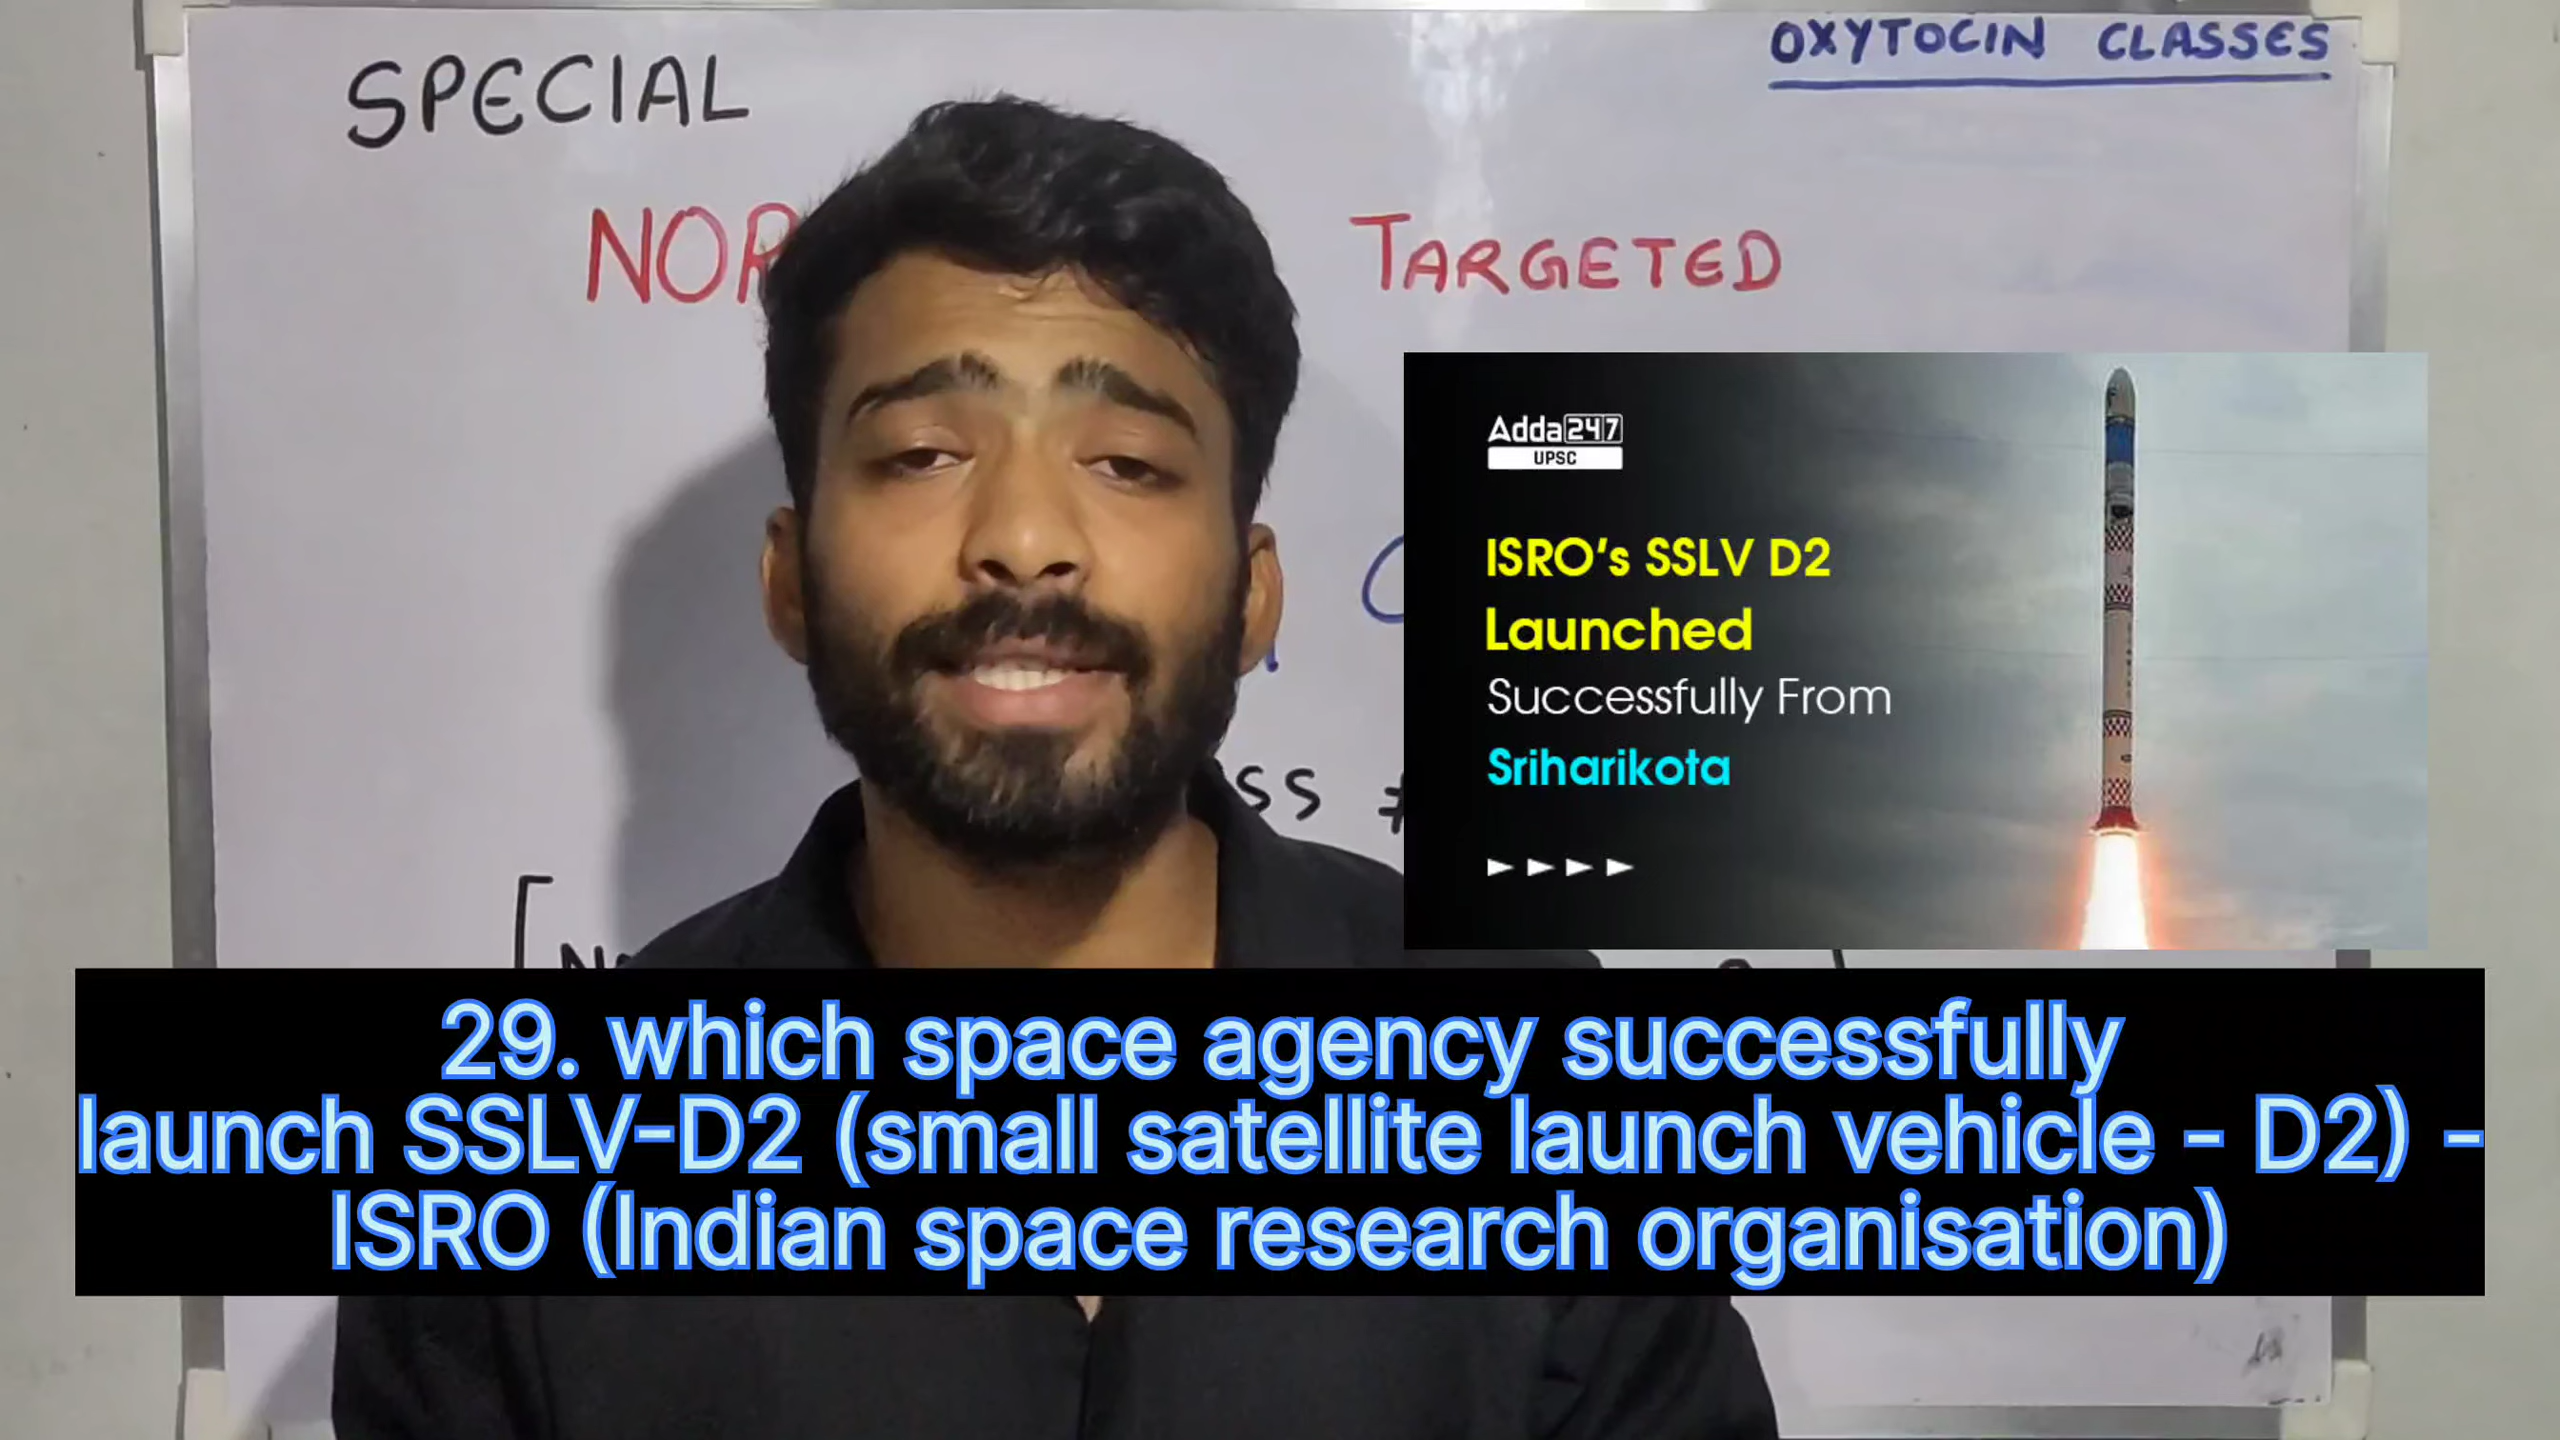 OXYTOCIN CLASSES
SPECIAL
TARGETED
Adda247
UPSC
ISRO's SSLV D2
Launched
Successfully From
Sriharikota
29. which space agency successfully
launch SSLV-D2 (small satellite launch vehicle - D2) -
ISRO (Indian space research organisation)